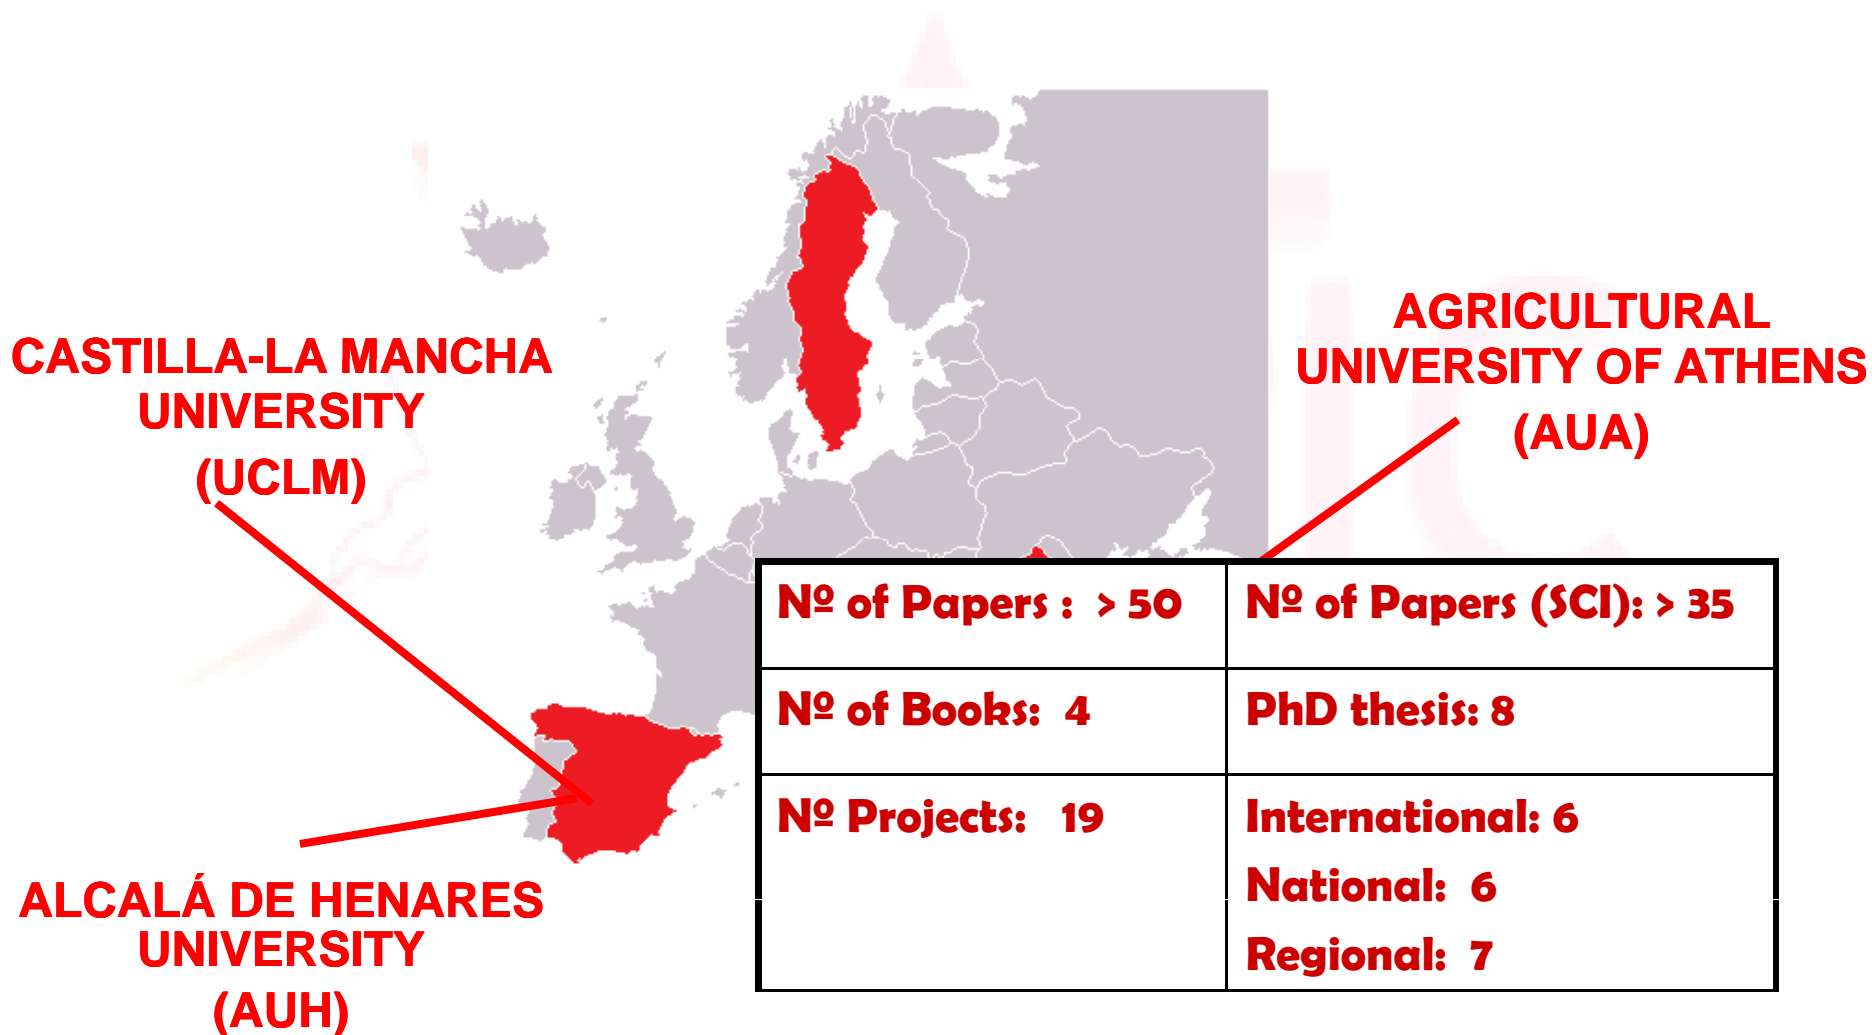 CASTILLA-LA MANCHA
UNIVERSITY
(UCLM)
AGRICULTURAL
UNIVERSITY OF ATHENS
(AUA)
ALCALÁ DE HENARES
UNIVERSITY
(AUH)
Nº of Papers : > 50
Nº of Papers (SCI): > 35
Nº of Books: 4
PhD thesis: 8
Nº Projects: 19
International: 6
National: 6
Regional: 7